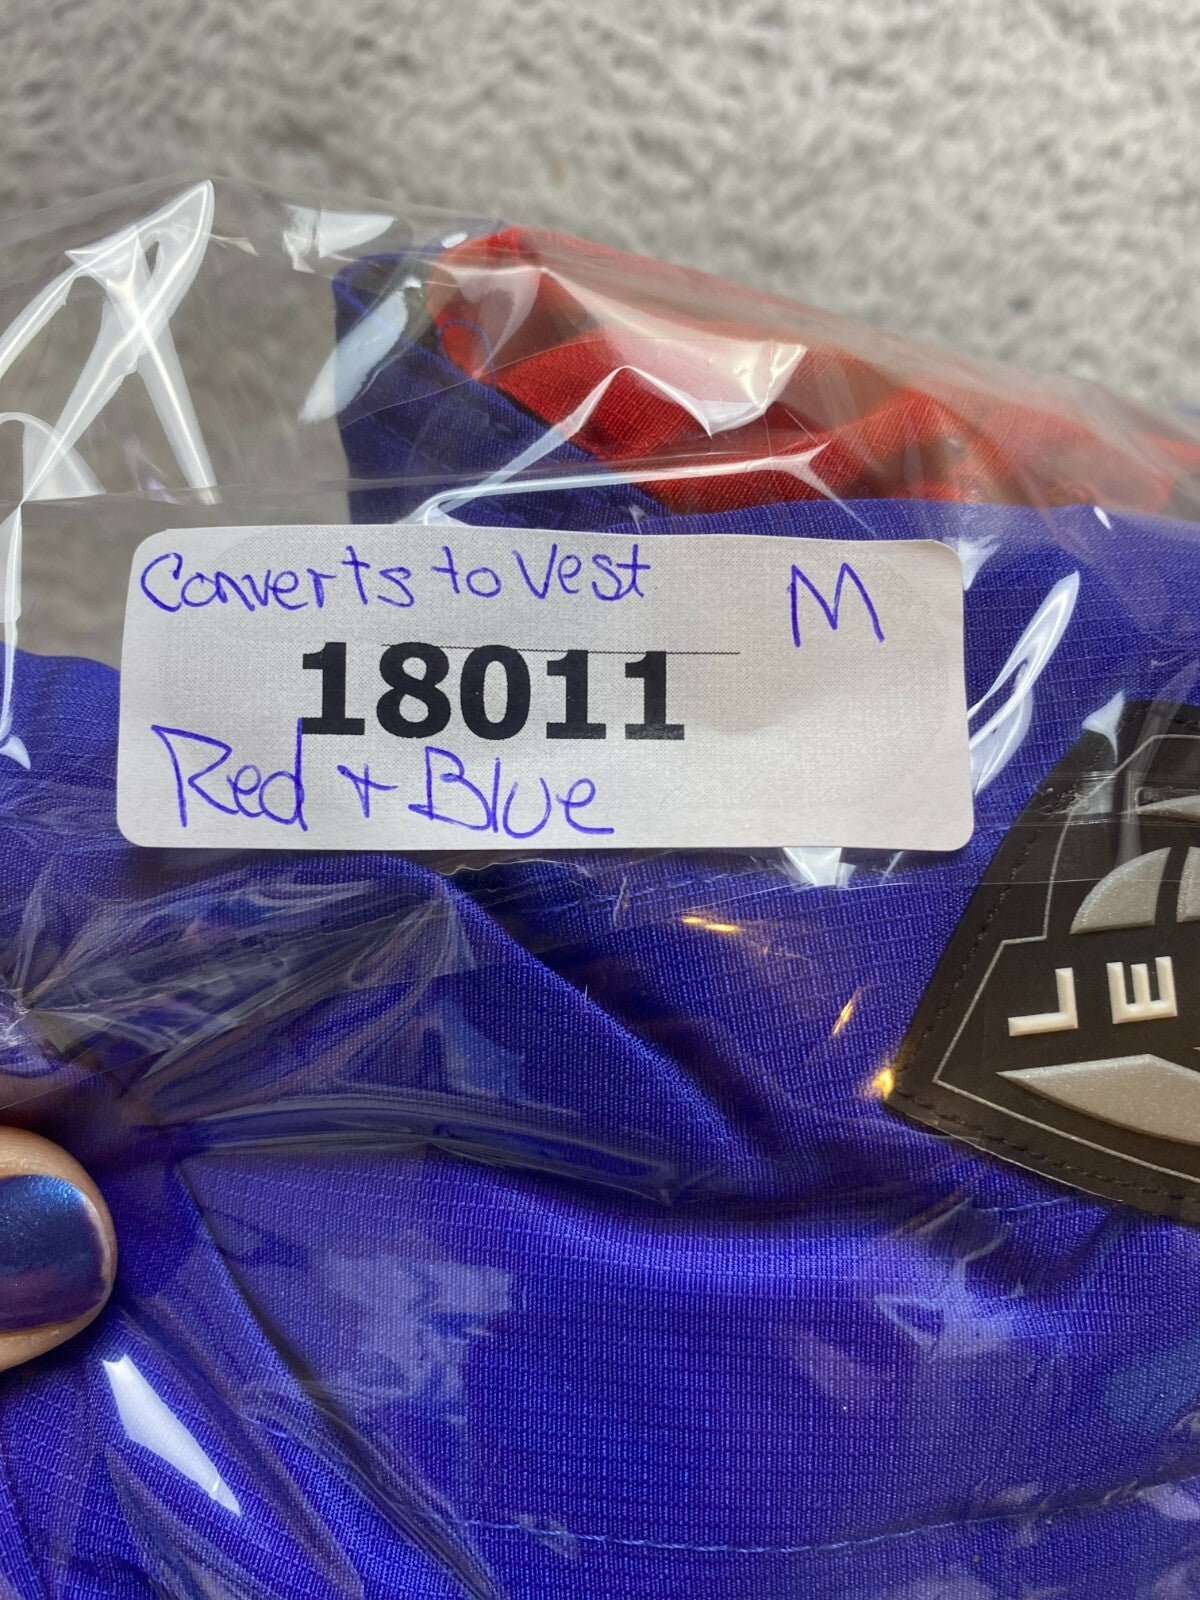 Converts to Vest M
18011
Red + Blue
L
E